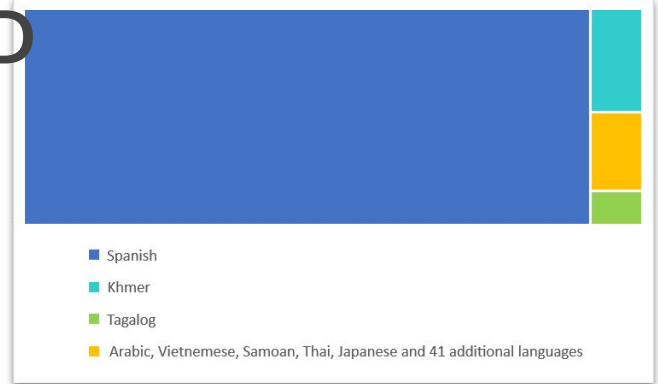 Spanish
Khmer
Tagalog
Arabic, Vietnemese, Samoan, Thai, Japanese and 41 additional languages